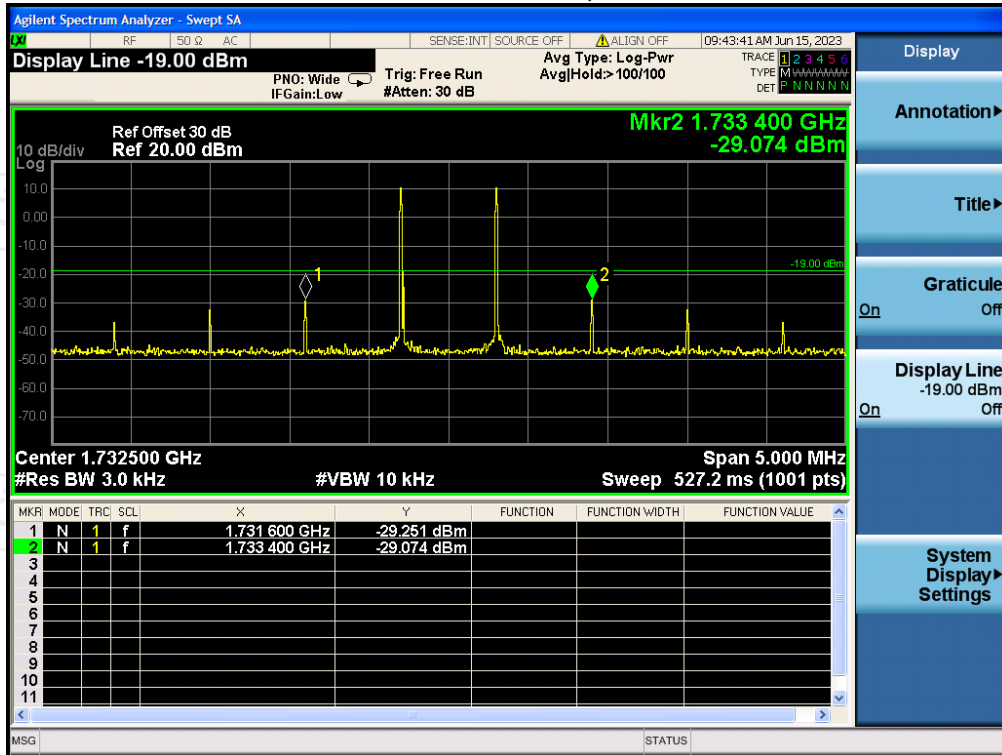 Agilent Spectrum Analyzer - Swept SA
LXI RF 50 Ω AC SENSE:INT SOURCE OFF ALIGN OFF 09:43:41 AM Jun 15, 2023
Display Line -19.00 dBm
PNO: Wide
IFGain:Low
Trig: Free Run
#Atten: 30 dB
Avg Type: Log-Pwr
Avg|Hold:> 100/100
TRACE 1 2 3 4 5 6
TYPE M WWWWW
DET P N N N N N
Mkr2 1.733 400 GHz
-29.074 dBm
Ref Offset 30 dB
10 dB/div Ref 20.00 dBm
Log
10.0
0.00
-10.0
-20.0
-30.0
-40.0
-50.0
-60.0
-70.0
-19.00 dBm
1
2
Center 1.732500 GHz Span 5.000 MHz
#Res BW 3.0 kHz #VBW 10 kHz Sweep 527.2 ms (1001 pts)
MKR MODE TRC SCL X Y FUNCTION FUNCTION WIDTH FUNCTION VALUE
1 N 1 f 1.731 600 GHz -29.251 dBm
2 N 1 f 1.733 400 GHz -29.074 dBm
3
4
5
6
7
8
9
10
11
MSG STATUS
Display
Annotation
Title
Graticule
On Off
Display Line
-19.00 dBm
On Off
System
Display
Settings